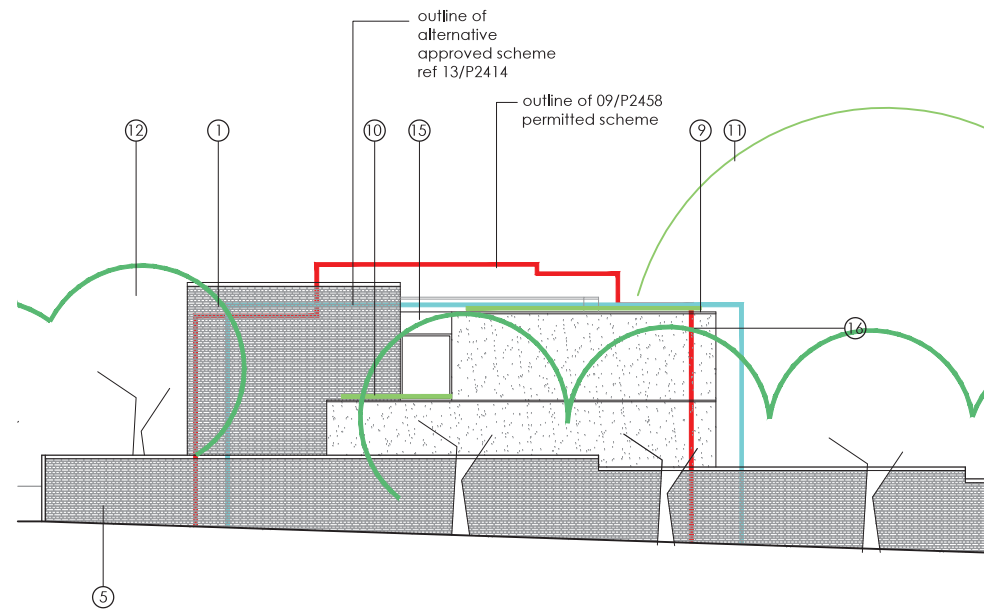 outline of
alternative
approved scheme
ref 13/P2414
outline of 09/P2458
permitted scheme
12
1
10
15
9
11
16
5